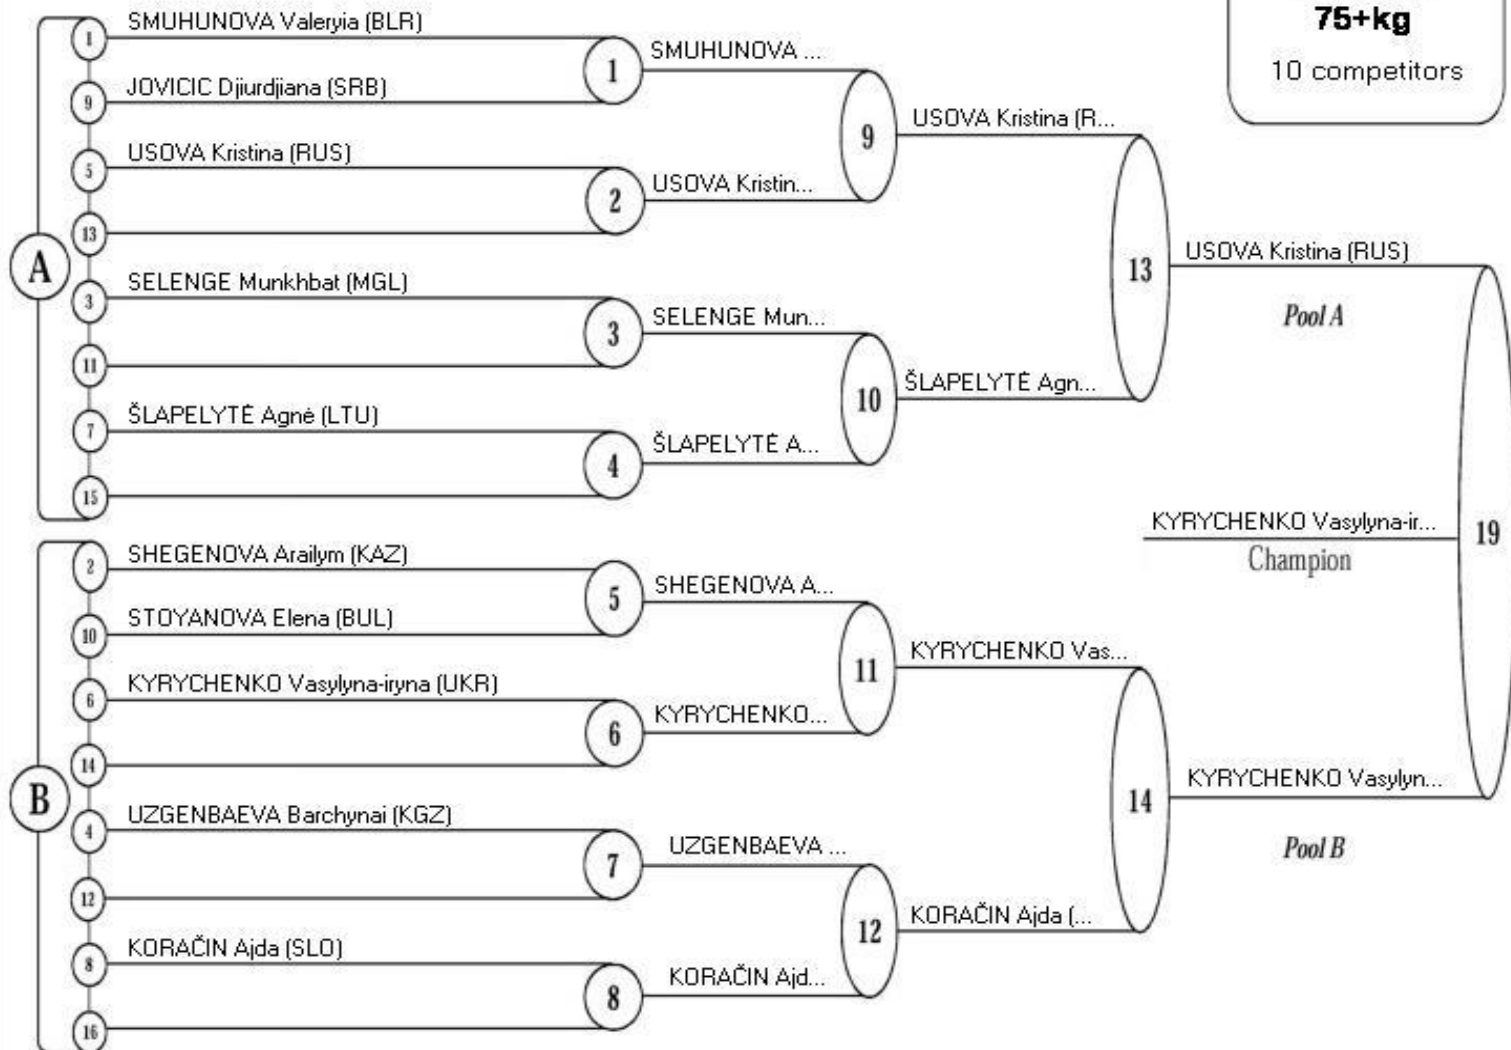 75+kg
10 competitors
A
1
SMUHUNOVA Valeryia (BLR)
9
JOVICIC Djiurdjiana (SRB)
5
USOVA Kristina (RUS)
13
3
SELENGE Munkhbat (MGL)
11
7
ŠLAPELYTĖ Agnė (LTU)
15
B
2
SHEGENOVA Arailym (KAZ)
10
STOYANOVA Elena (BUL)
6
KYRYCHENKO Vasylyna-iryna (UKR)
14
4
UZGENBAEVA Barchynai (KGZ)
12
8
KORAČIN Ajda (SLO)
16
1
SMUHUNOVA ...
2
USOVA Kristin...
3
SELENGE Mun...
4
ŠLAPELYTĖ A...
5
SHEGENOVA A...
6
KYRYCHENKO...
7
UZGENBAEVA ...
8
KORAČIN Ajd...
9
USOVA Kristina (R...
10
ŠLAPELYTĖ Agn...
11
KYRYCHENKO Vas...
12
KORAČIN Ajda (...
13
USOVA Kristina (RUS)
Pool A
14
KYRYCHENKO Vasylyn...
Pool B
19
KYRYCHENKO Vasylyna-ir...
Champion